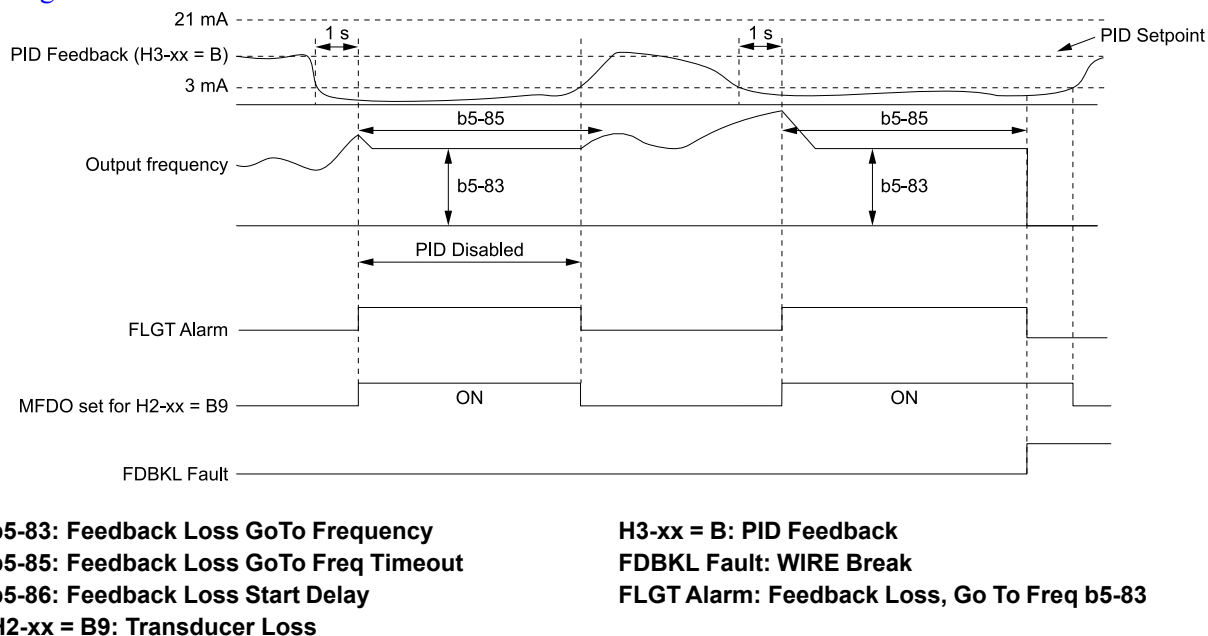 21 mA
1 s
1 s
PID Setpoint
PID Feedback (H3-xx = B)
3 mA
b5-85
b5-85
Output frequency
b5-83
b5-83
PID Disabled
FLGT Alarm
MFDO set for H2-xx = B9
ON
ON
FDBKL Fault
b5-83: Feedback Loss GoTo Frequency
b5-85: Feedback Loss GoTo Freq Timeout
b5-86: Feedback Loss Start Delay
H2-xx = B9: Transducer Loss
H3-xx = B: PID Feedback
FDBKL Fault: WIRE Break
FLGT Alarm: Feedback Loss, Go To Freq b5-83